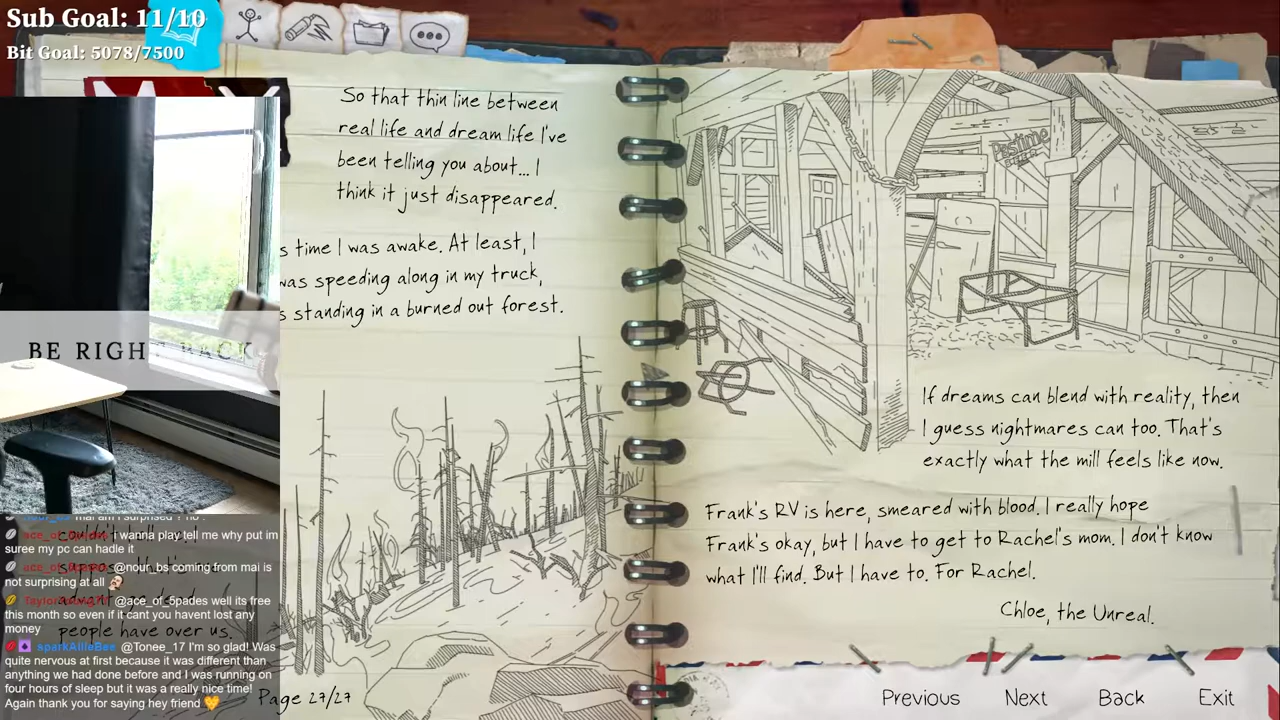 Sub Goal: 11/10
Bit Goal: 5078/7500
So that thin line between
real life and dream life I've
been telling you about... I
think it just disappeared.
s time I was awake. At least, I
was speeding along in my truck,
s standing in a burned out forest.
BE RIGHT BACK
I wanna play tell me why put im
suree my pc can hadle it
@nour_bs coming from mai is
not surprising at all
@ace_of_5pades well its free
this month so even if it cant you havent lost any
money
people have over us.
sparkAllieBee @Tonee_17 I'm so glad! Was
quite nervous at first because it was different than
anything we had done before and I was running on
four hours of sleep but it was a really nice time!
Again thank you for saying hey friend
Page 27/27
Pastime
If dreams can blend with reality, then
I guess nightmares can too. That's
exactly what the mill feels like now.
Frank's RV is here, smeared with blood. I really hope
Frank's okay, but I have to get to Rachel's mom. I don't know
what I'll find. But I have to. For Rachel.
Chloe, the Unreal.
Previous Next Back Exit